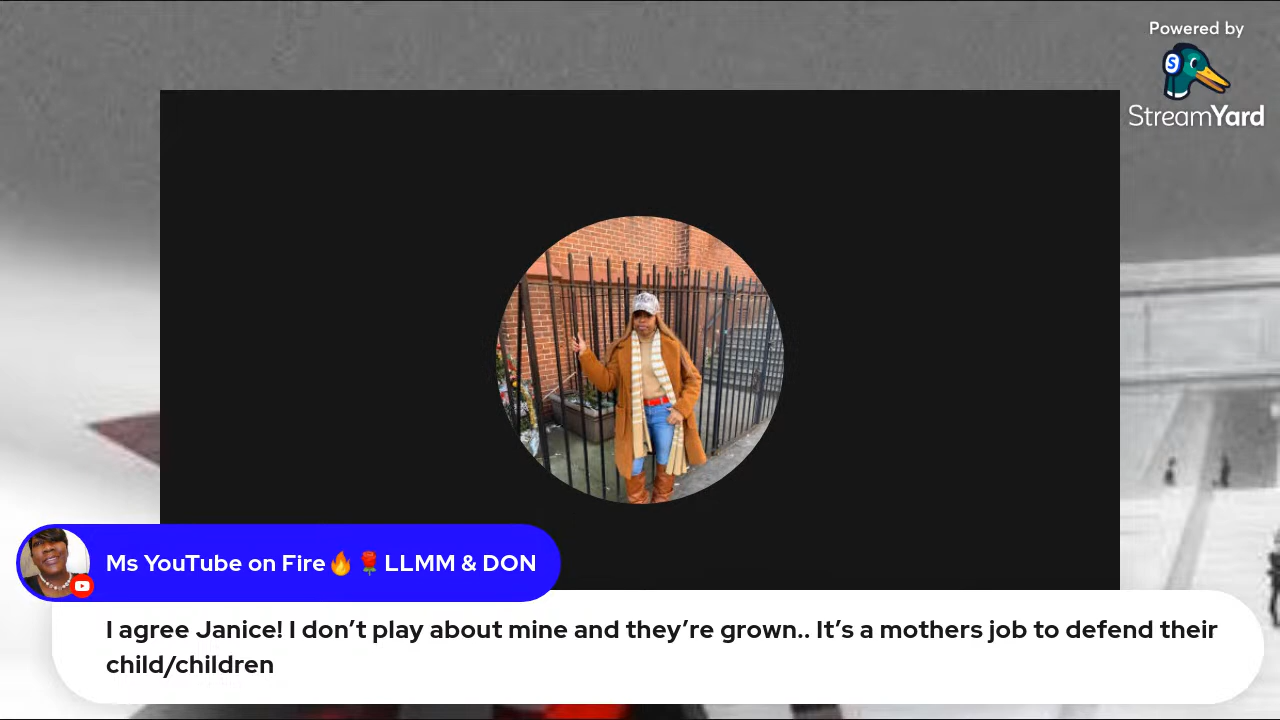 Powered by
StreamYard
Ms YouTube on Fire🔥🌹LLMM & DON
I agree Janice! I don’t play about mine and they’re grown.. It’s a mothers job to defend their
child/children